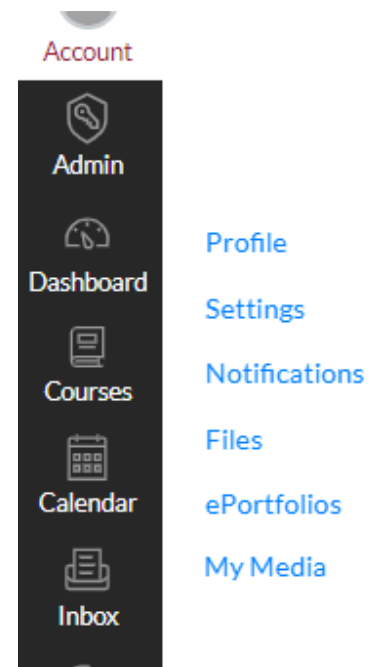 Account
Admin
Dashboard
Courses
Calendar
Inbox
Profile
Settings
Notifications
Files
ePortfolios
My Media